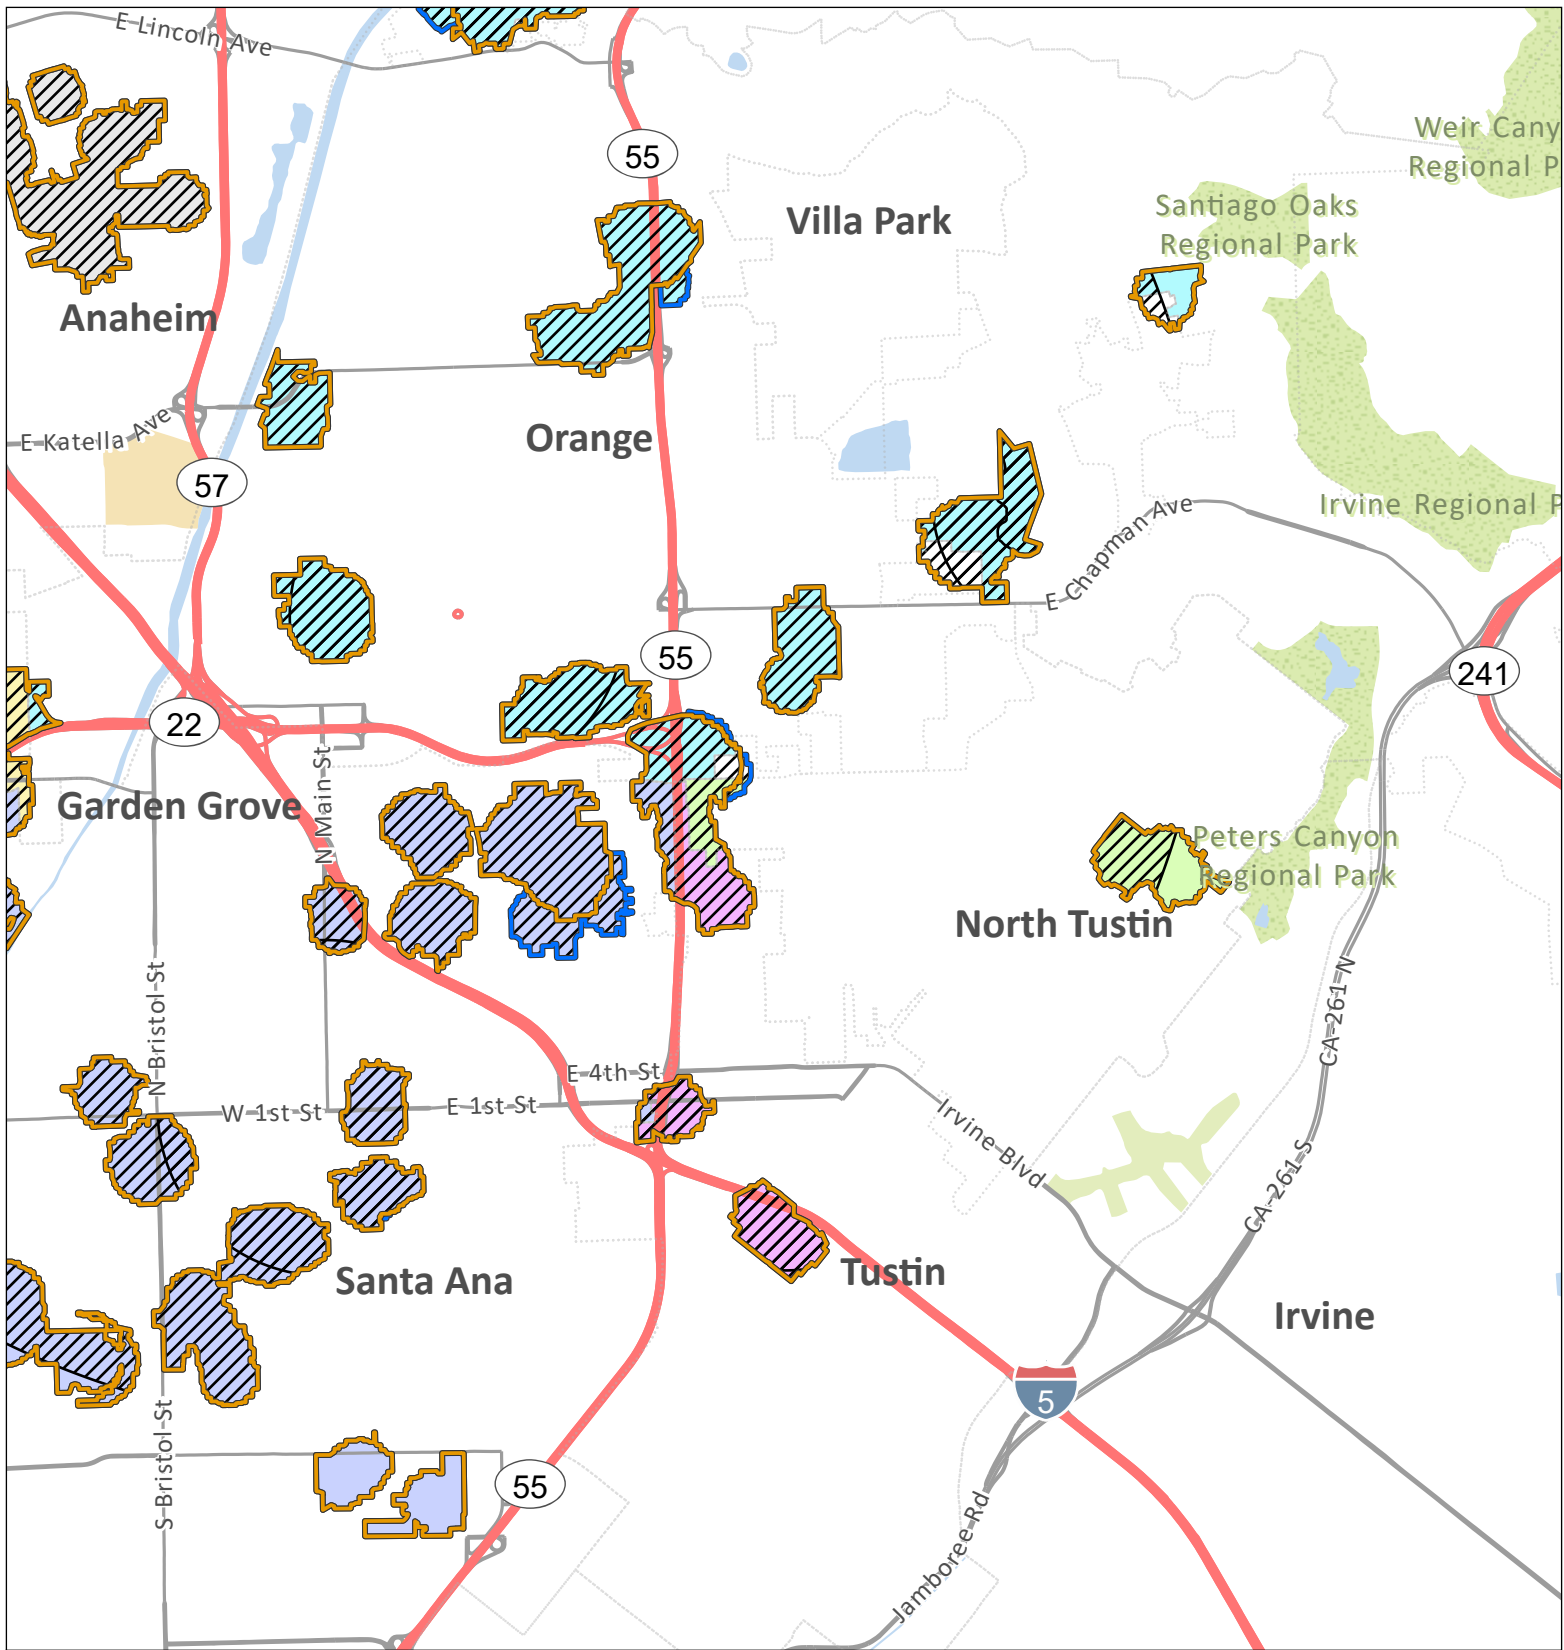 E Lincoln Ave
55
Weir Cany
Regional P
Santiago Oaks
Regional Park
Villa Park
Anaheim
E Katella Ave
Orange
57
Irvine Regional P
E Chapman Ave
55
241
22
Garden Grove
N Main St
Peters Canyon
Regional Park
North Tustin
N Bristol St
CA-261 N
E 4th St
W 1st St
E 1st St
Irvine Blvd
CA-261 S
Santa Ana
Tustin
Irvine
5
S Bristol St
55
Jamboree Rd